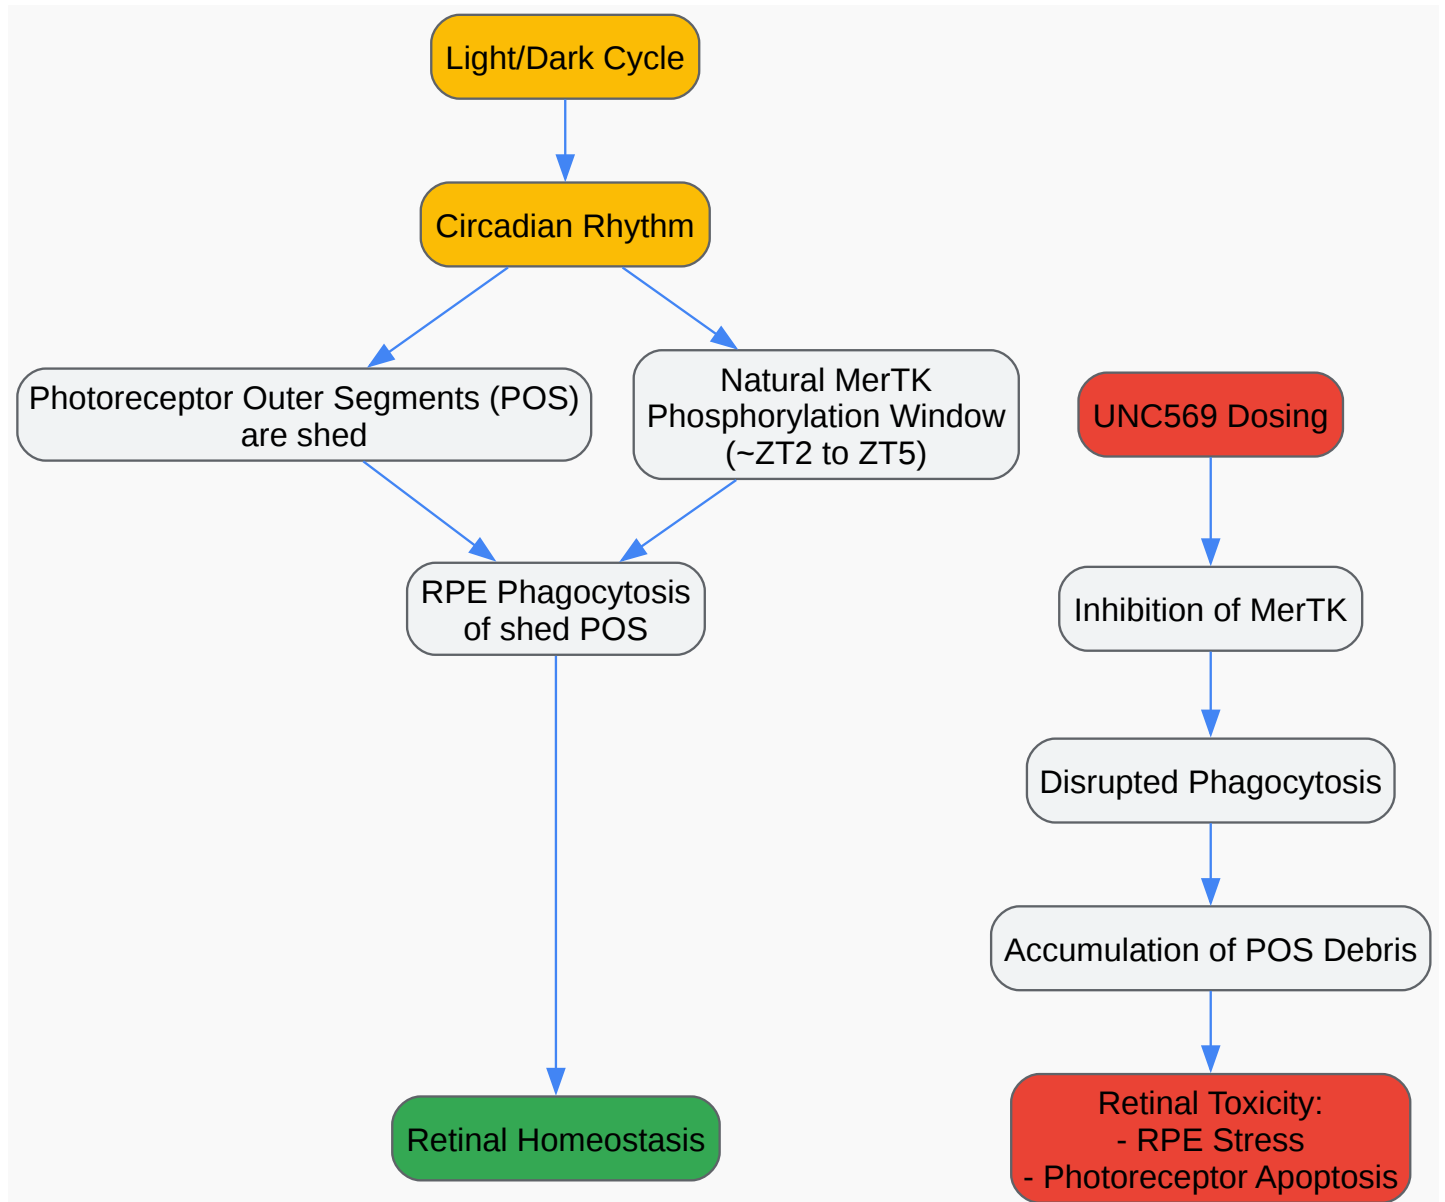 Light/Dark Cycle
Circadian Rhythm
Photoreceptor Outer Segments (POS)
are shed
Natural MerTK
Phosphorylation Window
(~ZT2 to ZT5)
UNC569 Dosing
RPE Phagocytosis
of shed POS
Inhibition of MerTK
Disrupted Phagocytosis
Accumulation of POS Debris
Retinal Homeostasis
Retinal Toxicity:
- RPE Stress
- Photoreceptor Apoptosis